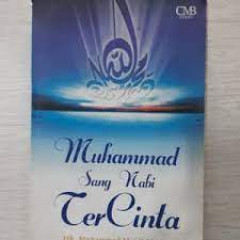 CMB
Muhammad
Sang Nabi
TerCinta